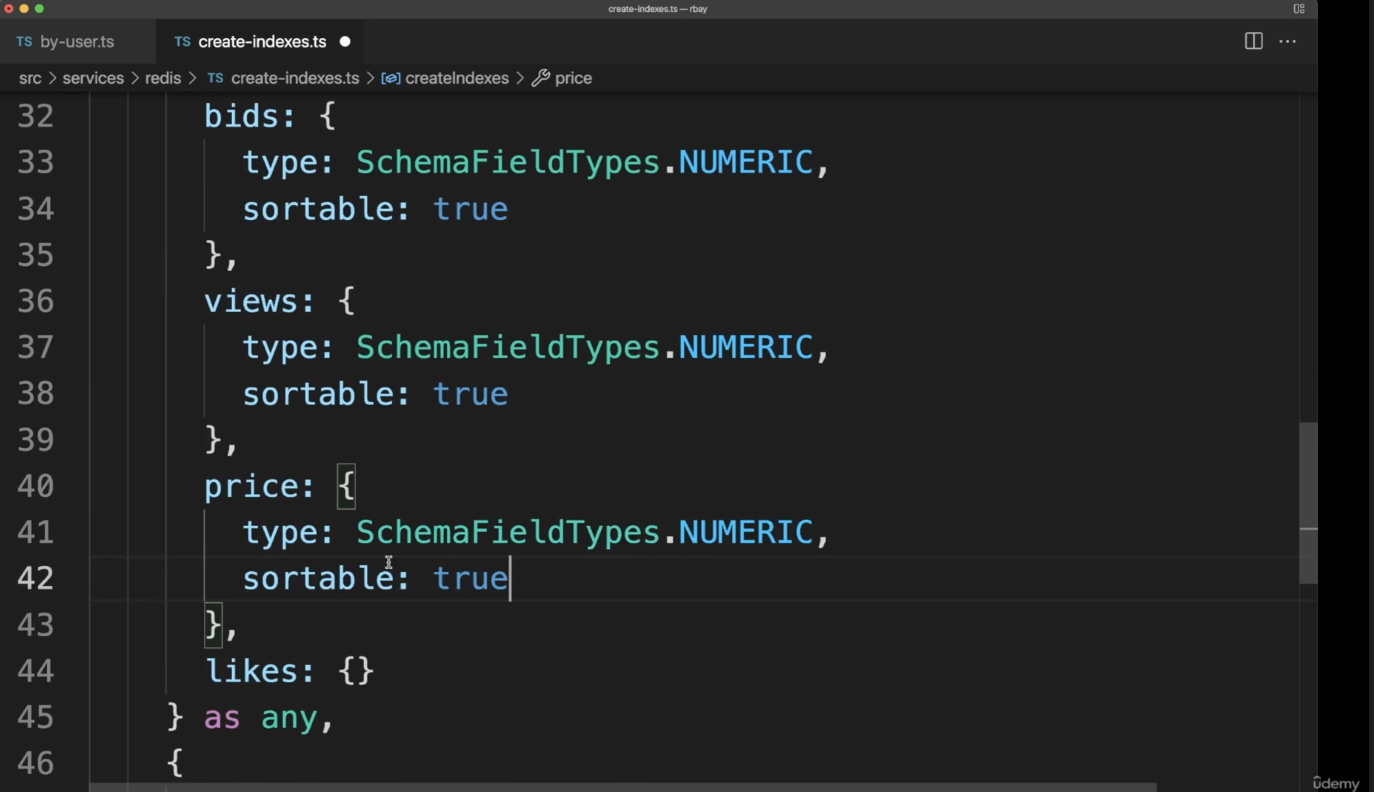 create-indexes.ts — rbay
TS by-user.ts TS create-indexes.ts
src > services > redis > TS create-indexes.ts > createIndexes > price
32 bids: {
33 type: SchemaFieldTypes.NUMERIC,
34 sortable: true
35 },
36 views: {
37 type: SchemaFieldTypes.NUMERIC,
38 sortable: true
39 },
40 price: {
41 type: SchemaFieldTypes.NUMERIC,
42 sortable: true
43 },
44 likes: {}
45 } as any,
46 {
ûdemy